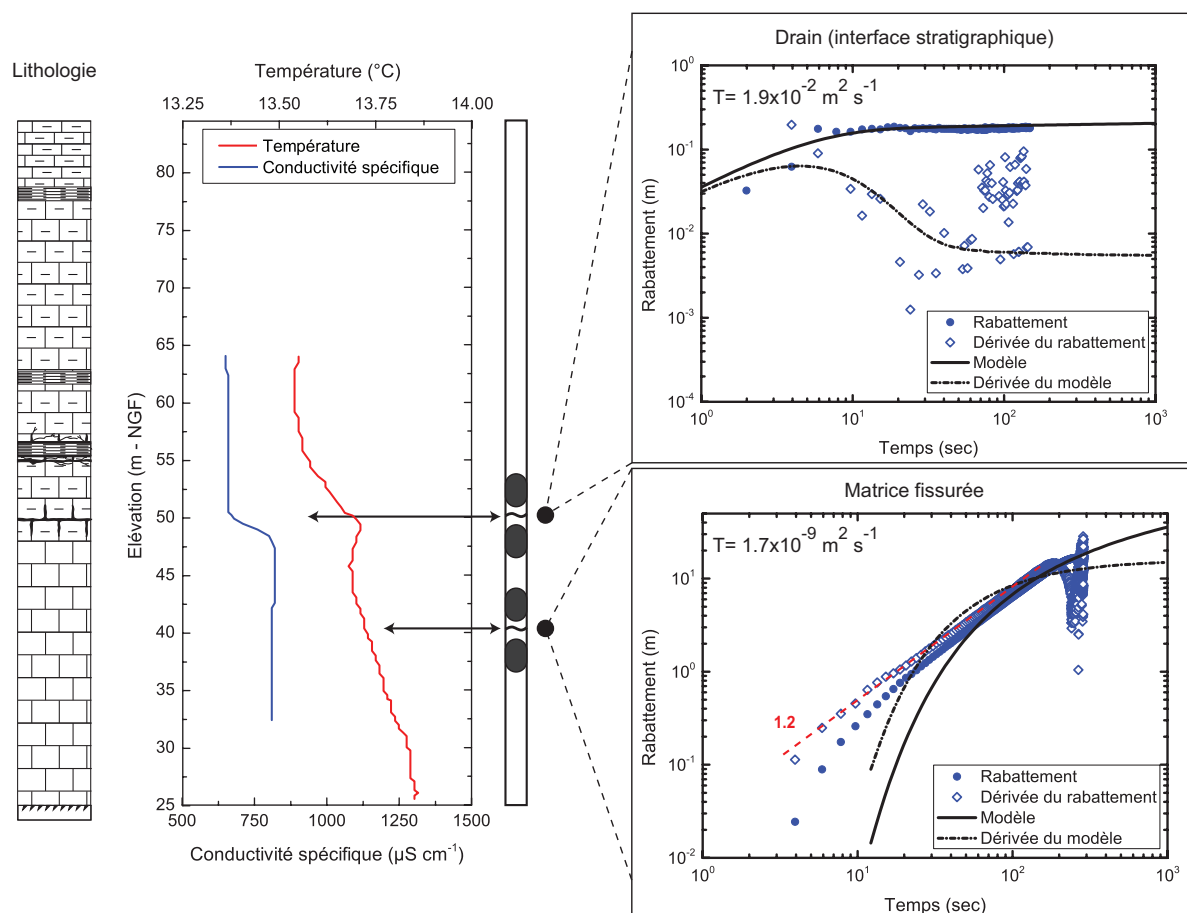 Lithologie
Température (°C)
13.25 13.50 13.75 14.00
Température
Conductivité spécifique
Elévation (m - NGF)
80
75
70
65
60
55
50
45
40
35
30
25
500 1000 1250 1500
Conductivité spécifique (µS cm⁻¹)
Drain (interface stratigraphique)
T= 1.9x10⁻² m² s⁻¹
Rabattement (m)
10⁰
10⁻¹
10⁻²
10⁻³
10⁻⁴
Rabattement
Dérivée du rabattement
Modèle
Dérivée du modèle
10⁰ 10¹ 10² 10³
Temps (sec)
Matrice fissurée
T= 1.7x10⁻⁹ m² s⁻¹
Rabattement (m)
10¹
10⁰
10⁻¹
10⁻²
1.2
Rabattement
Dérivée du rabattement
Modèle
Dérivée du modèle
10⁰ 10¹ 10² 10³
Temps (sec)